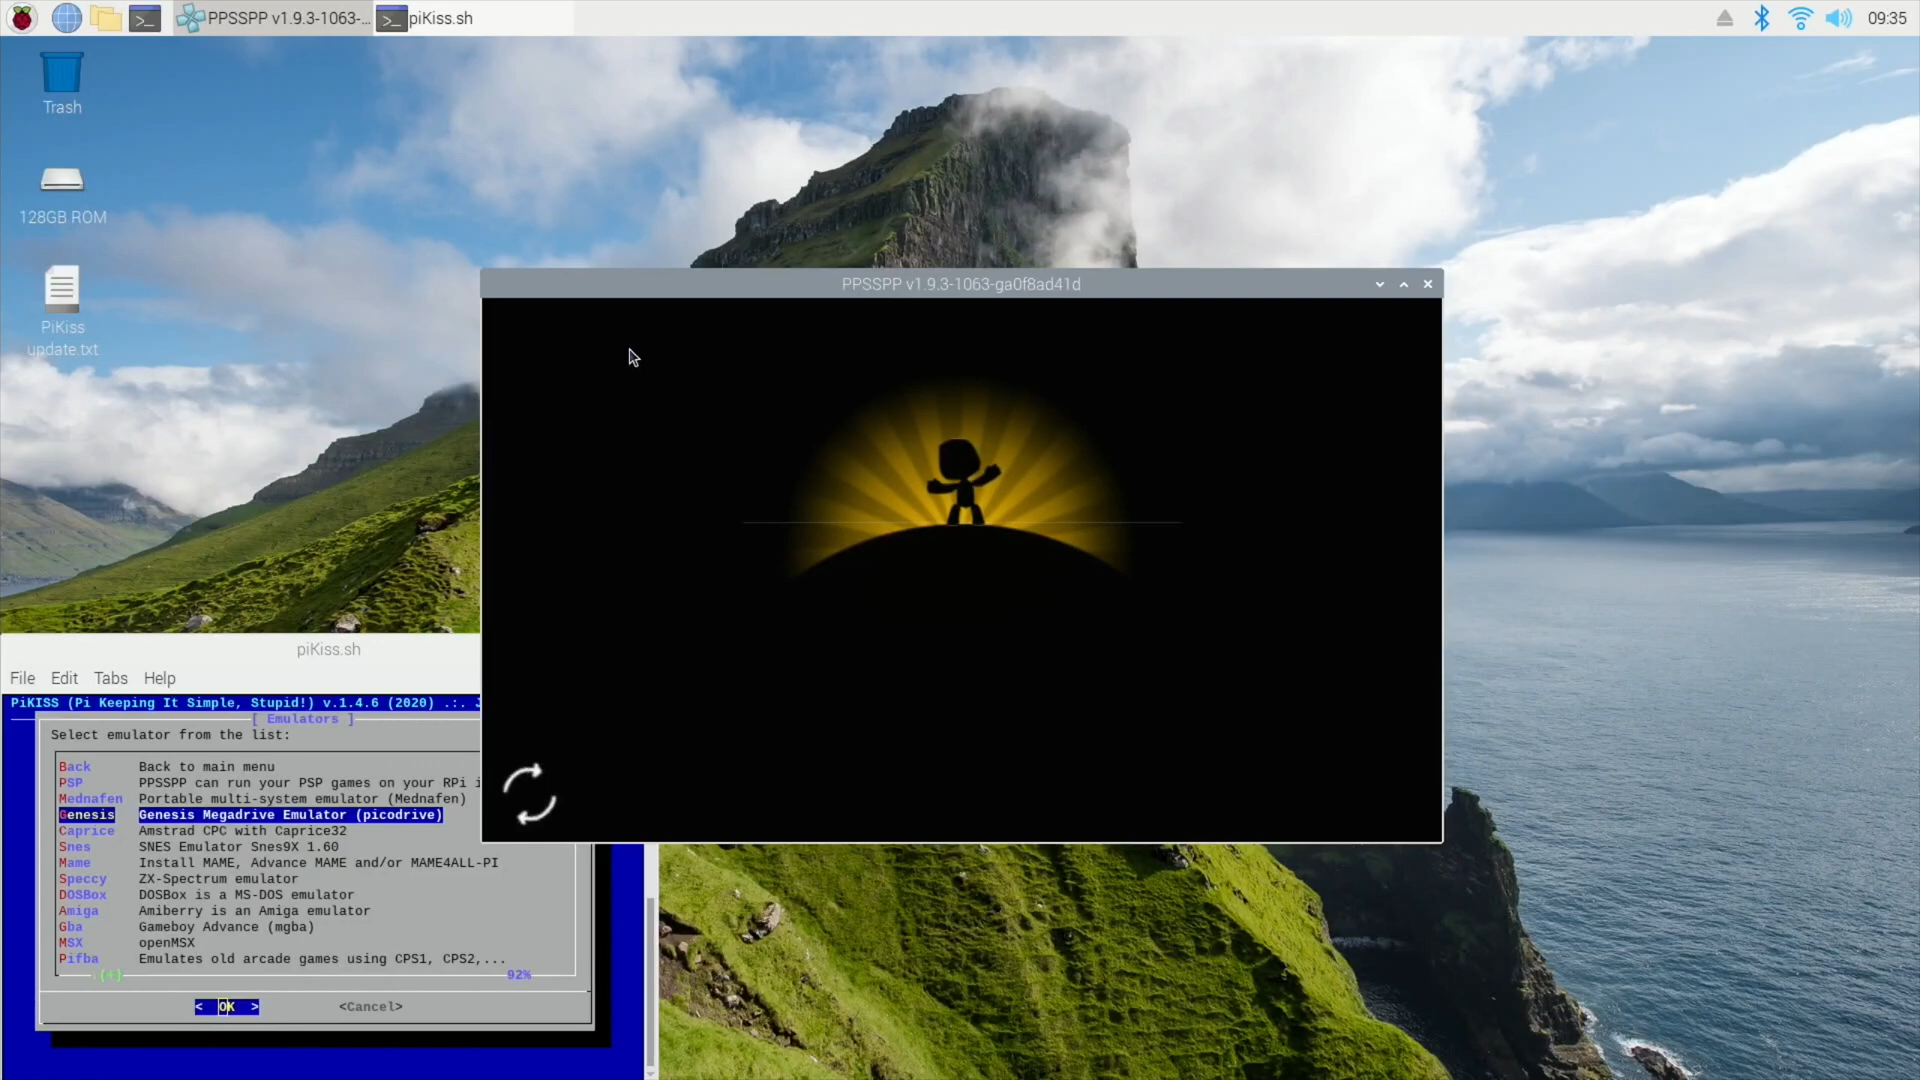 PPSSPP v1.9.3-1063-...
piKiss.sh
09:35
Trash
128GB ROM
PiKiss
update.txt
PPSSPP v1.9.3-1063-ga0f8ad41d
piKiss.sh
File Edit Tabs Help
PiKISS (Pi Keeping It Simple, Stupid!) v.1.4.6 (2020) .:.
[ Emulators ]
Select emulator from the list:
Back Back to main menu
PSP PPSSPP can run your PSP games on your RPi
Mednafen Portable multi-system emulator (Mednafen)
Genesis Genesis Megadrive Emulator (picodrive)
Caprice Amstrad CPC with Caprice32
Snes SNES Emulator Snes9X 1.60
Mame Install MAME, Advance MAME and/or MAME4ALL-PI
Speccy ZX-Spectrum emulator
DOSBox DOSBox is a MS-DOS emulator
Amiga Amiberry is an Amiga emulator
Gba Gameboy Advance (mgba)
MSX openMSX
Pifba Emulates old arcade games using CPS1, CPS2,...
(+) 92%
< OK > <Cancel>